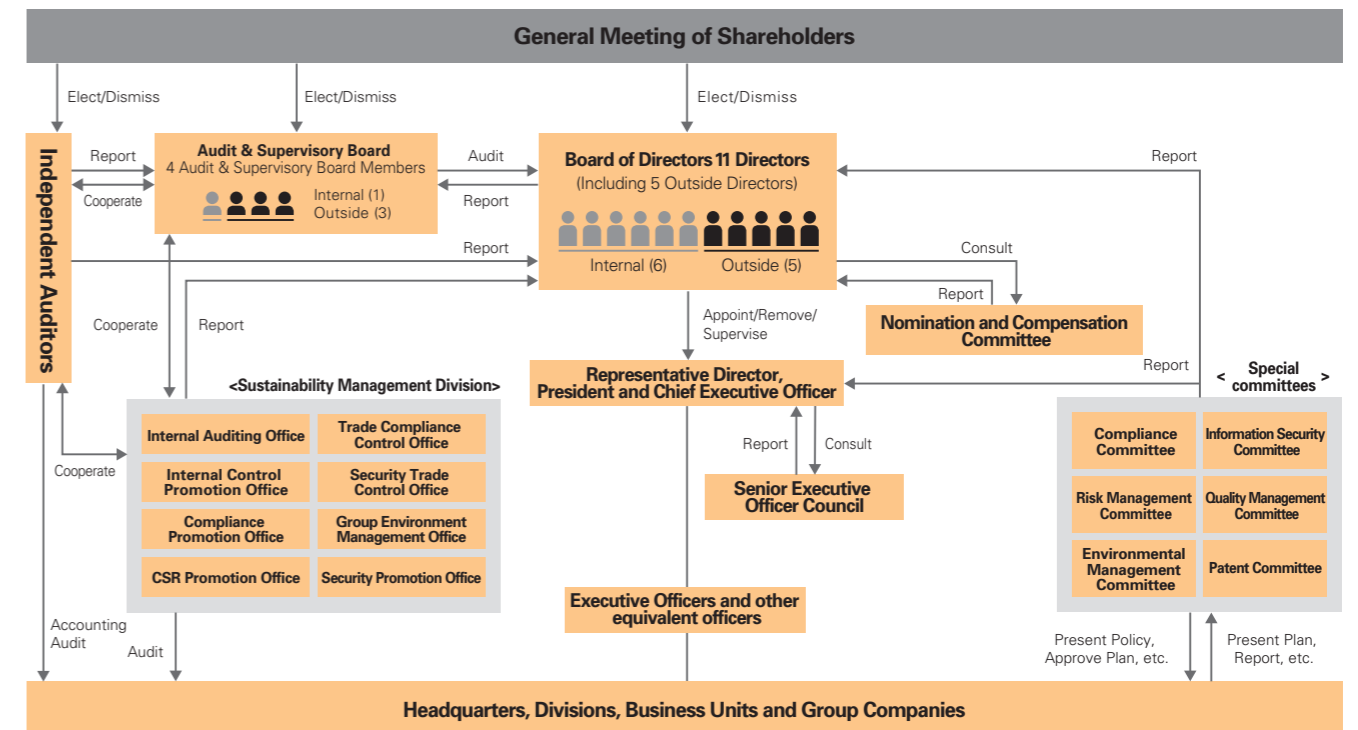 General Meeting of Shareholders
Elect/Dismiss
Elect/Dismiss
Elect/Dismiss
Independent Auditors
Report
Cooperate
Audit & Supervisory Board
4 Audit & Supervisory Board Members
Internal (1)
Outside (3)
Audit
Report
Board of Directors 11 Directors
(Including 5 Outside Directors)
Internal (6)
Outside (5)
Report
Report
Consult
Report
Nomination and Compensation
Committee
Cooperate
Report
Appoint/Remove/
Supervise
Representative Director,
President and Chief Executive Officer
Report
Report
Consult
Senior Executive
Officer Council
<Sustainability Management Division>
Internal Auditing Office
Trade Compliance
Control Office
Internal Control
Promotion Office
Security Trade
Control Office
Compliance
Promotion Office
Group Environment
Management Office
CSR Promotion Office
Security Promotion Office
Cooperate
< Special
committees >
Compliance
Committee
Information Security
Committee
Risk Management
Committee
Quality Management
Committee
Environmental
Management
Committee
Patent Committee
Executive Officers and other
equivalent officers
Accounting
Audit
Audit
Present Policy,
Approve Plan, etc.
Present Plan,
Report, etc.
Headquarters, Divisions, Business Units and Group Companies